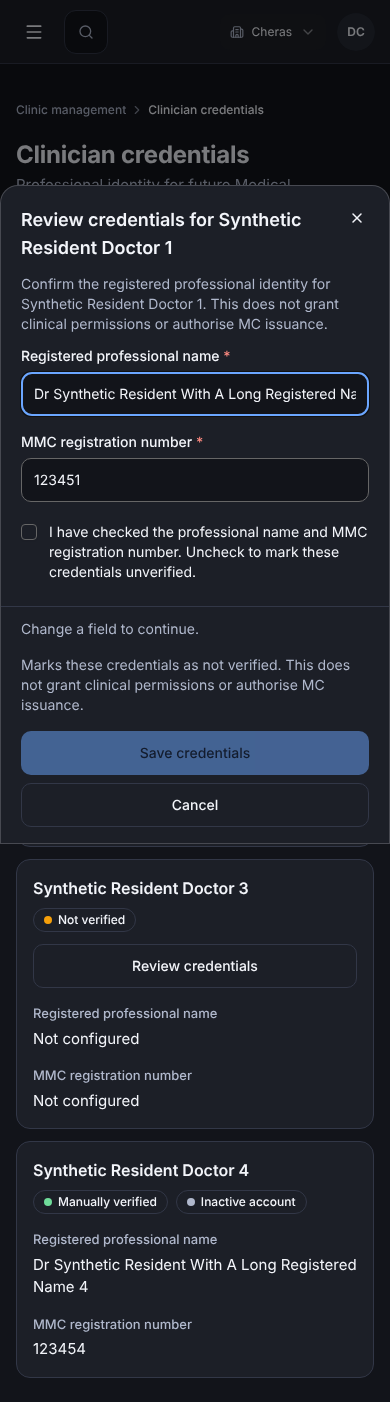 Cheras
DC
Clinic management
Clinician credentials
Clinician credentials
Professional identity for future Medical
Review credentials for Synthetic
Resident Doctor 1
Confirm the registered professional identity for
Synthetic Resident Doctor 1. This does not grant
clinical permissions or authorise MC issuance.
Registered professional name *
Dr Synthetic Resident With A Long Registered Na
MMC registration number *
123451
I have checked the professional name and MMC
registration number. Uncheck to mark these
credentials unverified.
Change a field to continue.
Marks these credentials as not verified. This does
not grant clinical permissions or authorise MC
issuance.
Save credentials
Cancel
Synthetic Resident Doctor 3
Not verified
Review credentials
Registered professional name
Not configured
MMC registration number
Not configured
Synthetic Resident Doctor 4
Manually verified
Inactive account
Registered professional name
Dr Synthetic Resident With A Long Registered
Name 4
MMC registration number
123454